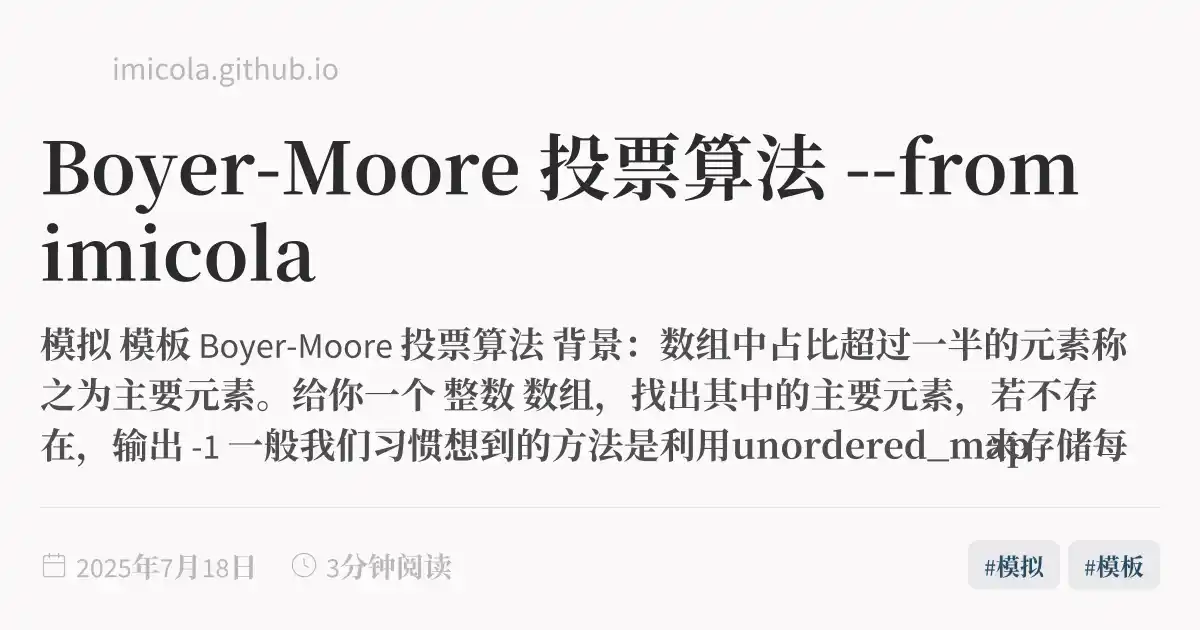 imicola.github.io
Boyer-Moore 投票算法 --from
imicola
模拟 模板 Boyer-Moore 投票算法 背景：数组中占比超过一半的元素称
之为主要元素。给你一个 整数 数组，找出其中的主要元素，若不存
在，输出 -1 一般我们习惯想到的方法是利用unordered_map来存储每
2025年7月18日 3分钟阅读
#模拟 #模板